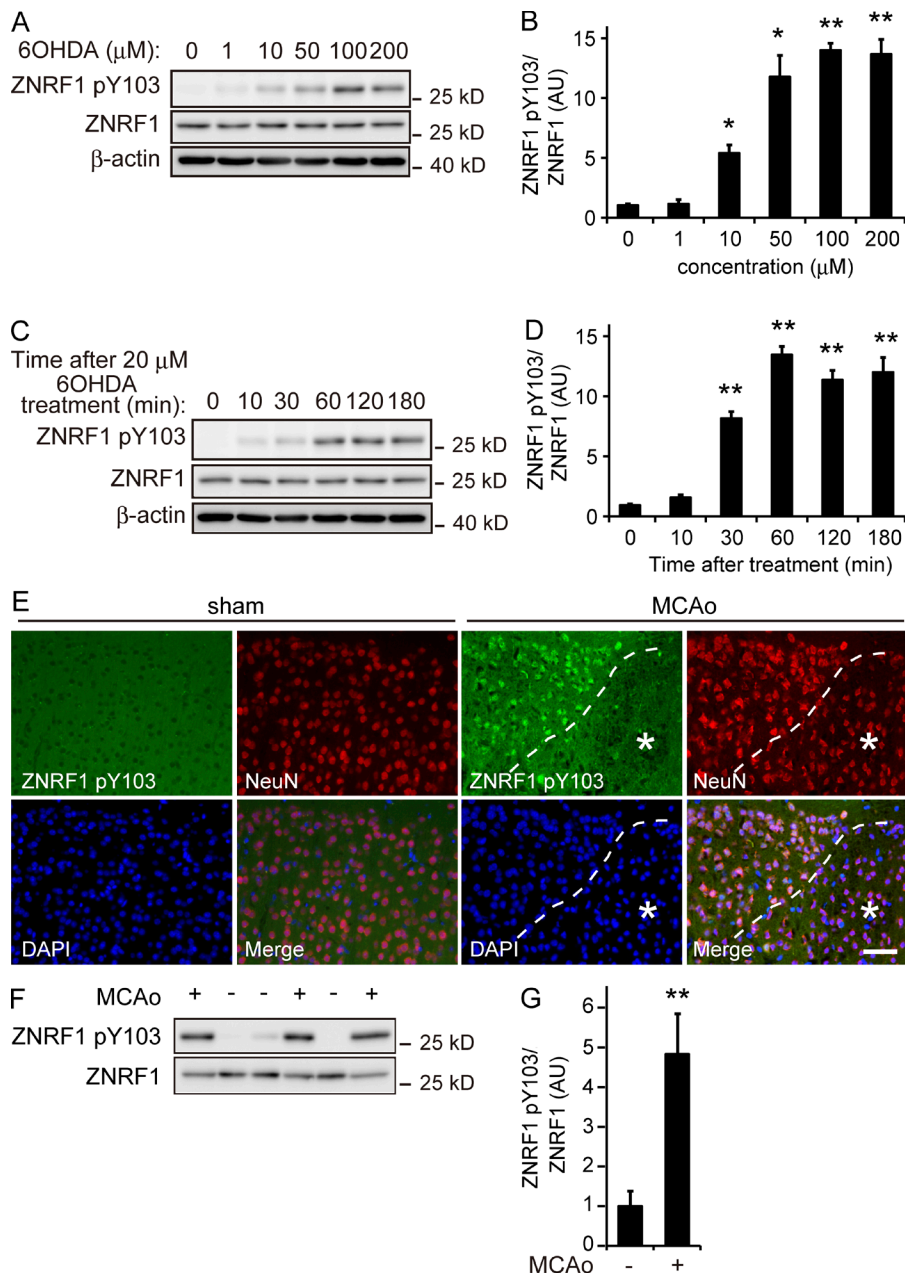 A
6OHDA (μM): 0 1 10 50 100 200
ZNRF1 pY103
25 kD
ZNRF1
25 kD
β-actin
40 kD
B
ZNRF1 pY103/
ZNRF1 (AU)
15
10
5
0
* * ** **
0 1 10 50 100 200
concentration (μM)
C
Time after 20 μM
6OHDA
treatment (min): 0 10 30 60 120 180
ZNRF1 pY103
25 kD
ZNRF1
25 kD
β-actin
40 kD
D
ZNRF1 pY103/
ZNRF1 (AU)
15
10
5
0
** ** ** **
0 10 30 60 120 180
Time after treatment (min)
E
sham
MCAo
ZNRF1 pY103
NeuN
ZNRF1 pY103
*
NeuN
*
DAPI
Merge
DAPI
*
Merge
*
F
MCAo + - - + - +
ZNRF1 pY103
25 kD
ZNRF1
25 kD
G
ZNRF1 pY103/
ZNRF1 (AU)
6
5
4
3
2
1
0
**
MCAo - +